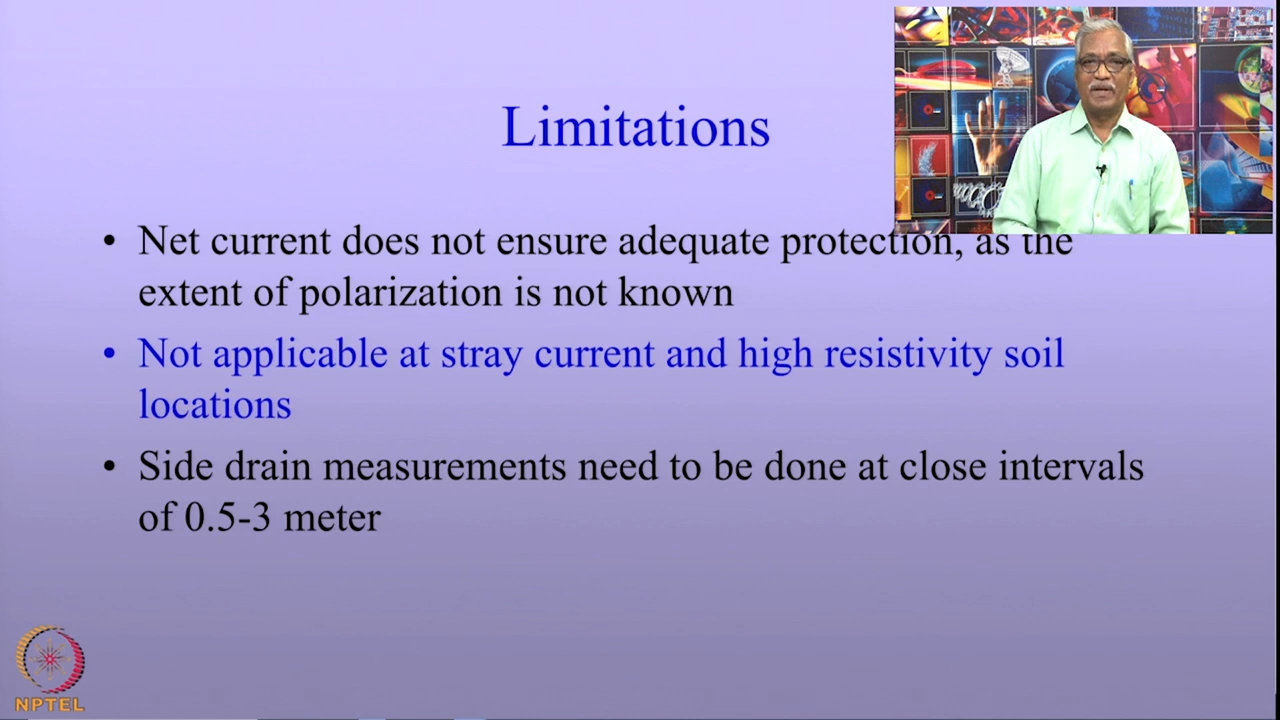 Limitations
• Net current does not ensure adequate protection, as the
extent of polarization is not known
• Not applicable at stray current and high resistivity soil
locations
• Side drain measurements need to be done at close intervals
of 0.5-3 meter
NPTEL